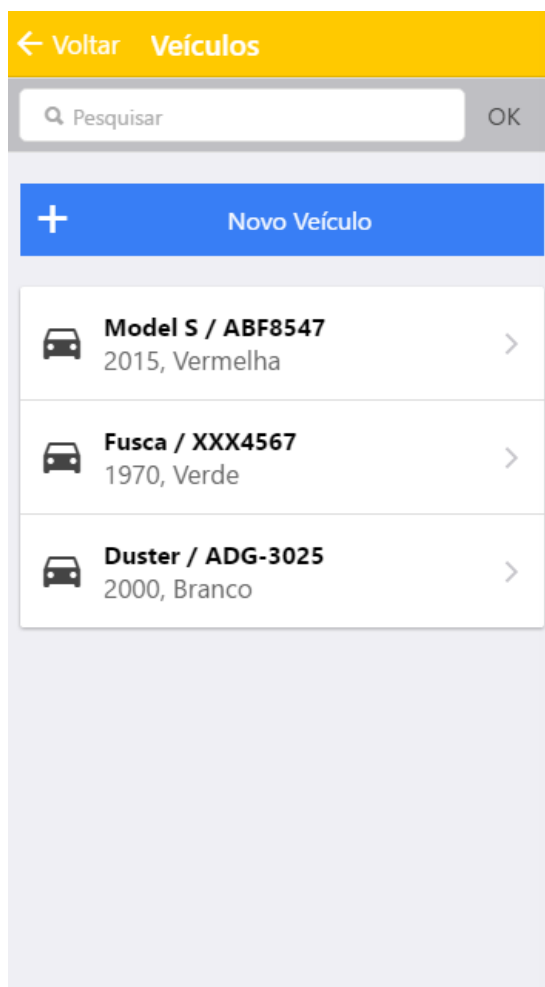 Voltar Veículos
Pesquisar OK
Novo Veículo
Model S / ABF8547
2015, Vermelha
Fusca / XXX4567
1970, Verde
Duster / ADG-3025
2000, Branco